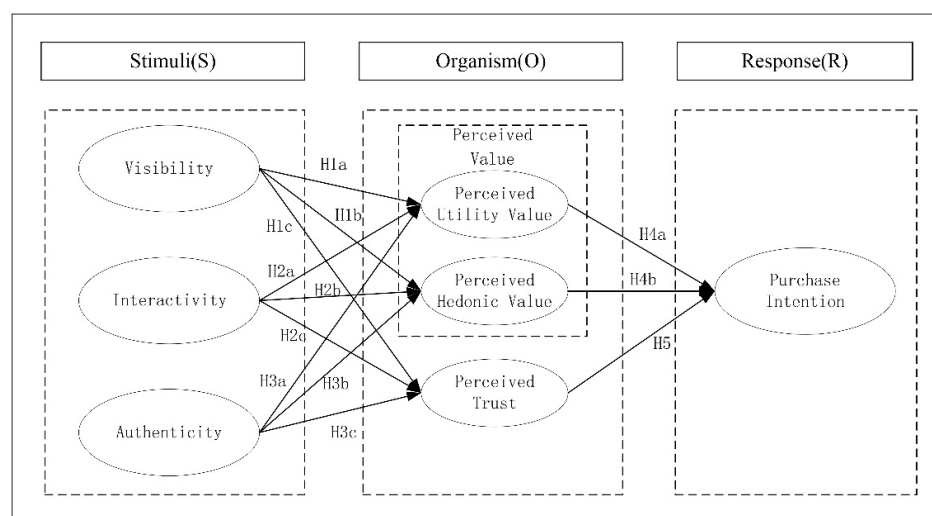 Stimuli(S)
Organism(O)
Response(R)
Perceived
Value
Visibility
H1a
Perceived
Utility Value
H1b
H1c
H4a
H2a
Interactivity
H2b
Perceived
Hedonic Value
H4b
Purchase
Intention
H2c
H5
H3a
H3b
Perceived
Trust
Authenticity
H3c